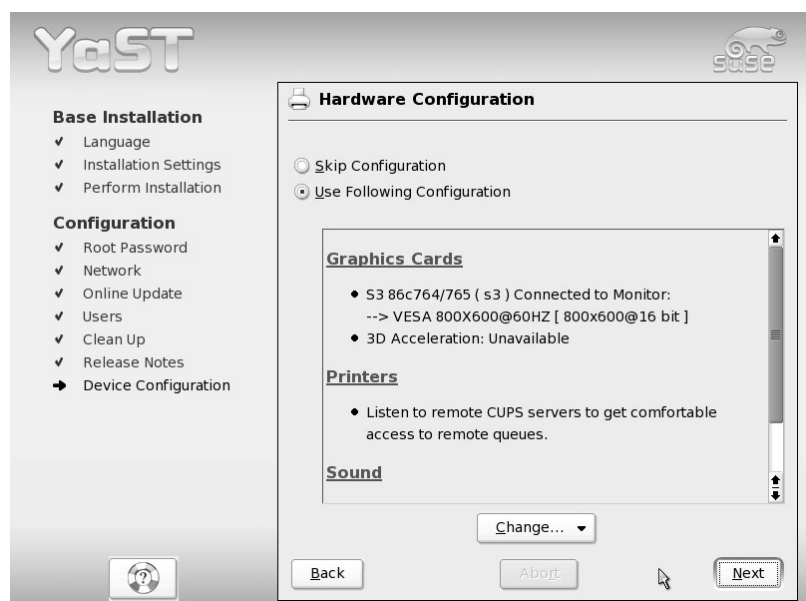 YaST
suse
Base Installation
Language
Installation Settings
Perform Installation
Configuration
Root Password
Network
Online Update
Users
Clean Up
Release Notes
Device Configuration
Hardware Configuration
Skip Configuration
Use Following Configuration
Graphics Cards
S3 86c764/765 ( s3 ) Connected to Monitor:
--> VESA 800X600@60HZ [ 800x600@16 bit ]
3D Acceleration: Unavailable
Printers
Listen to remote CUPS servers to get comfortable
access to remote queues.
Sound
Change...
Back
Abort
Next